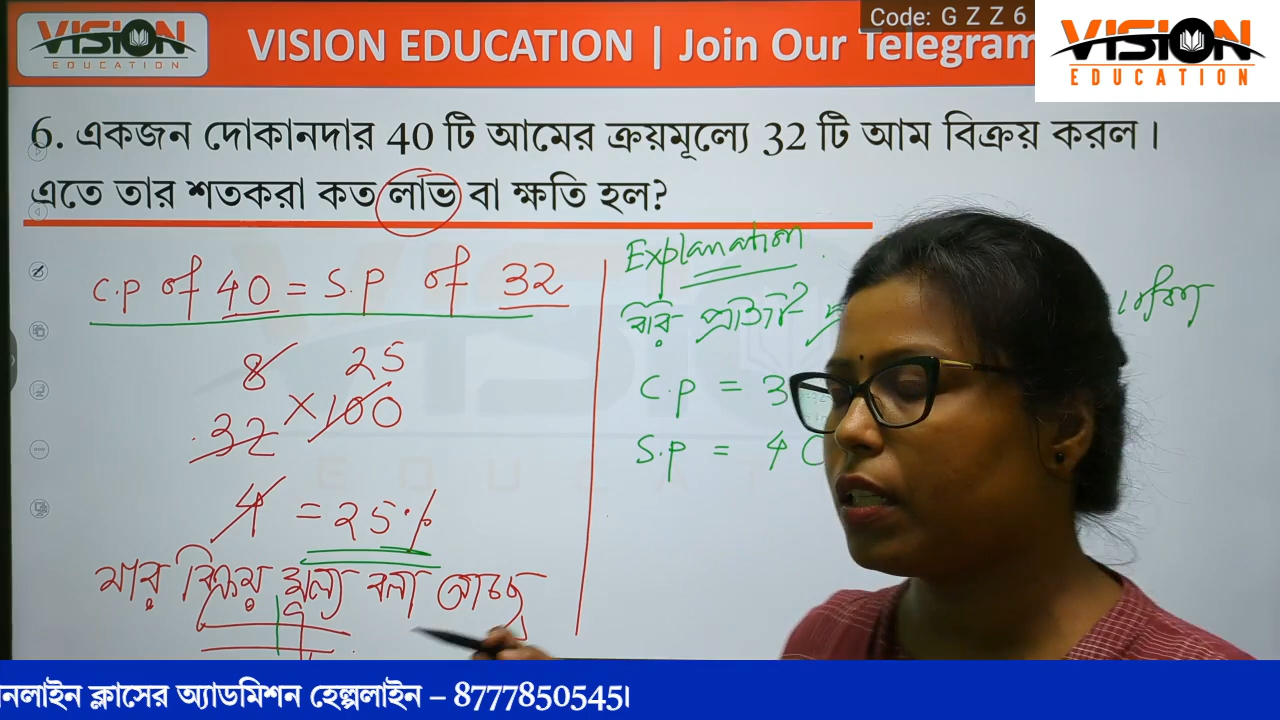 Code: G Z Z 6
VISION EDUCATION
VISION EDUCATION | Join Our Telegram
VISION
EDUCATION
6. একজন দোকানদার 40 টি আমের ক্রয়মূল্যে 32 টি আম বিক্রয় করল।
এতে তার শতকরা কত লাভ বা ক্ষতি হল?
C.P of 40 = S.P of 32
8 25
32 × 100
4 = 25%
যার বিক্রয় মূল্য বলা আছে
Explanation
C.P = 3
S.P = 40
নলাইন ক্লাসের অ্যাডমিশন হেল্পলাইন – 8777850545।